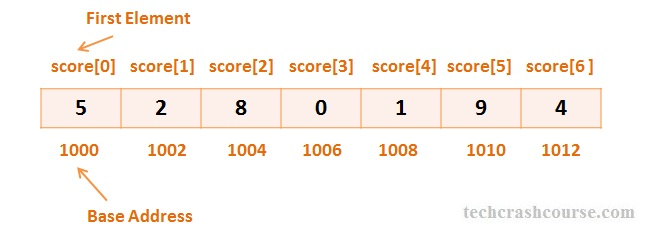 First Element
score[0] score[1] score[2] score[3] score[4] score[5] score[6 ]
5 2 8 0 1 9 4
1000 1002 1004 1006 1008 1010 1012
Base Address
techcrashcourse.com